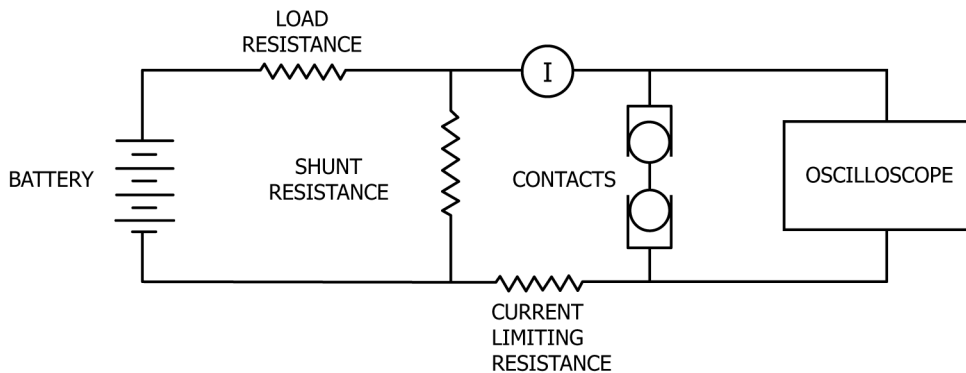 LOAD
RESISTANCE
I
BATTERY
SHUNT
RESISTANCE
CONTACTS
OSCILLOSCOPE
CURRENT
LIMITING
RESISTANCE